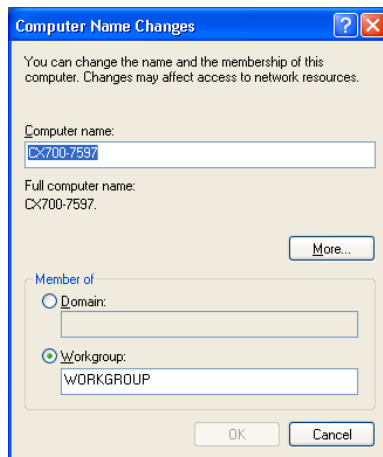 Computer Name Changes
You can change the name and the membership of this
computer. Changes may affect access to network resources.
Computer name:
CX700-7597
Full computer name:
CX700-7597.
More...
Member of
Domain:
Workgroup:
WORKGROUP
OK
Cancel